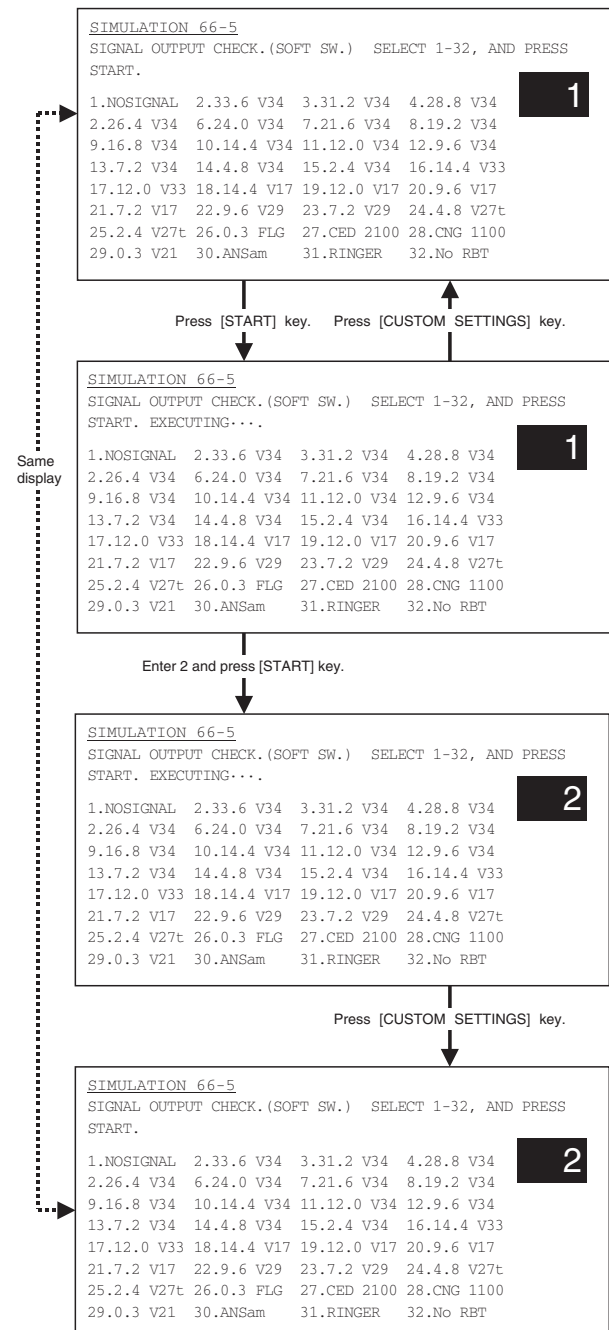 SIMULATION 66-5
SIGNAL OUTPUT CHECK.(SOFT SW.) SELECT 1-32, AND PRESS
START.
1
1.NOSIGNAL 2.33.6 V34 3.31.2 V34 4.28.8 V34
2.26.4 V34 6.24.0 V34 7.21.6 V34 8.19.2 V34
9.16.8 V34 10.14.4 V34 11.12.0 V34 12.9.6 V34
13.7.2 V34 14.4.8 V34 15.2.4 V34 16.14.4 V33
17.12.0 V33 18.14.4 V17 19.12.0 V17 20.9.6 V17
21.7.2 V17 22.9.6 V29 23.7.2 V29 24.4.8 V27t
25.2.4 V27t 26.0.3 FLG 27.CED 2100 28.CNG 1100
29.0.3 V21 30.ANSam 31.RINGER 32.No RBT
Press [START] key. Press [CUSTOM SETTINGS] key.
SIMULATION 66-5
SIGNAL OUTPUT CHECK.(SOFT SW.) SELECT 1-32, AND PRESS
START. EXECUTING····.
1
1.NOSIGNAL 2.33.6 V34 3.31.2 V34 4.28.8 V34
2.26.4 V34 6.24.0 V34 7.21.6 V34 8.19.2 V34
9.16.8 V34 10.14.4 V34 11.12.0 V34 12.9.6 V34
13.7.2 V34 14.4.8 V34 15.2.4 V34 16.14.4 V33
17.12.0 V33 18.14.4 V17 19.12.0 V17 20.9.6 V17
21.7.2 V17 22.9.6 V29 23.7.2 V29 24.4.8 V27t
25.2.4 V27t 26.0.3 FLG 27.CED 2100 28.CNG 1100
29.0.3 V21 30.ANSam 31.RINGER 32.No RBT
Same
display
Enter 2 and press [START] key.
SIMULATION 66-5
SIGNAL OUTPUT CHECK.(SOFT SW.) SELECT 1-32, AND PRESS
START. EXECUTING····.
2
1.NOSIGNAL 2.33.6 V34 3.31.2 V34 4.28.8 V34
2.26.4 V34 6.24.0 V34 7.21.6 V34 8.19.2 V34
9.16.8 V34 10.14.4 V34 11.12.0 V34 12.9.6 V34
13.7.2 V34 14.4.8 V34 15.2.4 V34 16.14.4 V33
17.12.0 V33 18.14.4 V17 19.12.0 V17 20.9.6 V17
21.7.2 V17 22.9.6 V29 23.7.2 V29 24.4.8 V27t
25.2.4 V27t 26.0.3 FLG 27.CED 2100 28.CNG 1100
29.0.3 V21 30.ANSam 31.RINGER 32.No RBT
Press [CUSTOM SETTINGS] key.
SIMULATION 66-5
SIGNAL OUTPUT CHECK.(SOFT SW.) SELECT 1-32, AND PRESS
START.
2
1.NOSIGNAL 2.33.6 V34 3.31.2 V34 4.28.8 V34
2.26.4 V34 6.24.0 V34 7.21.6 V34 8.19.2 V34
9.16.8 V34 10.14.4 V34 11.12.0 V34 12.9.6 V34
13.7.2 V34 14.4.8 V34 15.2.4 V34 16.14.4 V33
17.12.0 V33 18.14.4 V17 19.12.0 V17 20.9.6 V17
21.7.2 V17 22.9.6 V29 23.7.2 V29 24.4.8 V27t
25.2.4 V27t 26.0.3 FLG 27.CED 2100 28.CNG 1100
29.0.3 V21 30.ANSam 31.RINGER 32.No RBT